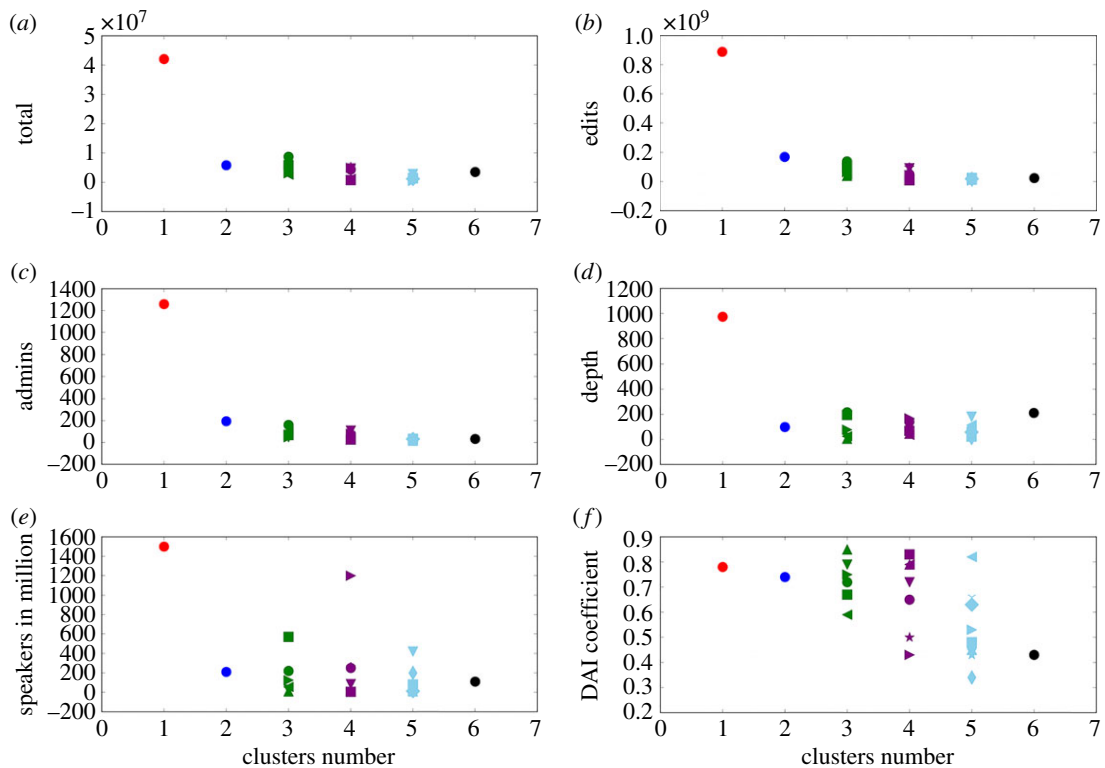 (a) ×10⁷
5
4
3
2
1
0
–1
total
0 1 2 3 4 5 6 7
(b) ×10⁹
1.0
0.8
0.6
0.4
0.2
0
–0.2
edits
0 1 2 3 4 5 6 7
(c)
1400
1200
1000
800
600
400
200
0
–200
admins
0 1 2 3 4 5 6 7
(d)
1200
1000
800
600
400
200
0
–200
depth
0 1 2 3 4 5 6 7
(e)
1600
1400
1200
1000
800
600
400
200
0
–200
speakers in million
0 1 2 3 4 5 6 7
clusters number
(f)
0.9
0.8
0.7
0.6
0.5
0.4
0.3
0.2
DAI coefficient
0 1 2 3 4 5 6 7
clusters number